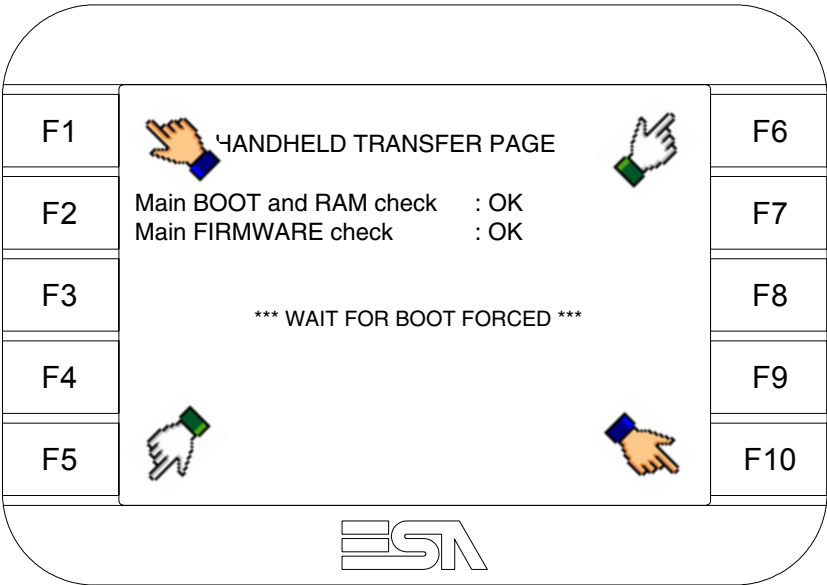 F1
F6
HANDHELD TRANSFER PAGE
F2
Main BOOT and RAM check : OK
Main FIRMWARE check : OK
F7
F3
*** WAIT FOR BOOT FORCED ***
F8
F4
F9
F5
F10
ESA